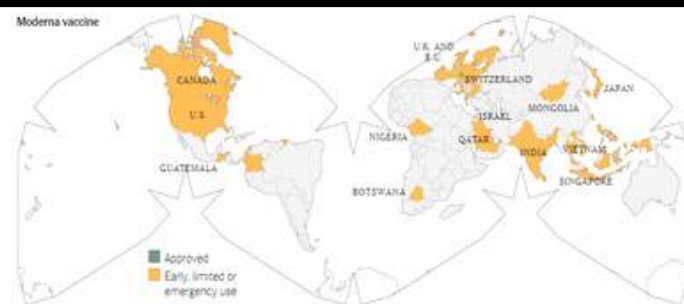 Moderna vaccine
U.K. AND
E.U.
CANADA
SWITZERLAND
JAPAN
U.S.
MONGOLIA
ISRAEL
NIGERIA
QATAR
INDIA
VIETNAM
GUATEMALA
BOTSWANA
SINGAPORE
Approved
Early, limited or
emergency use